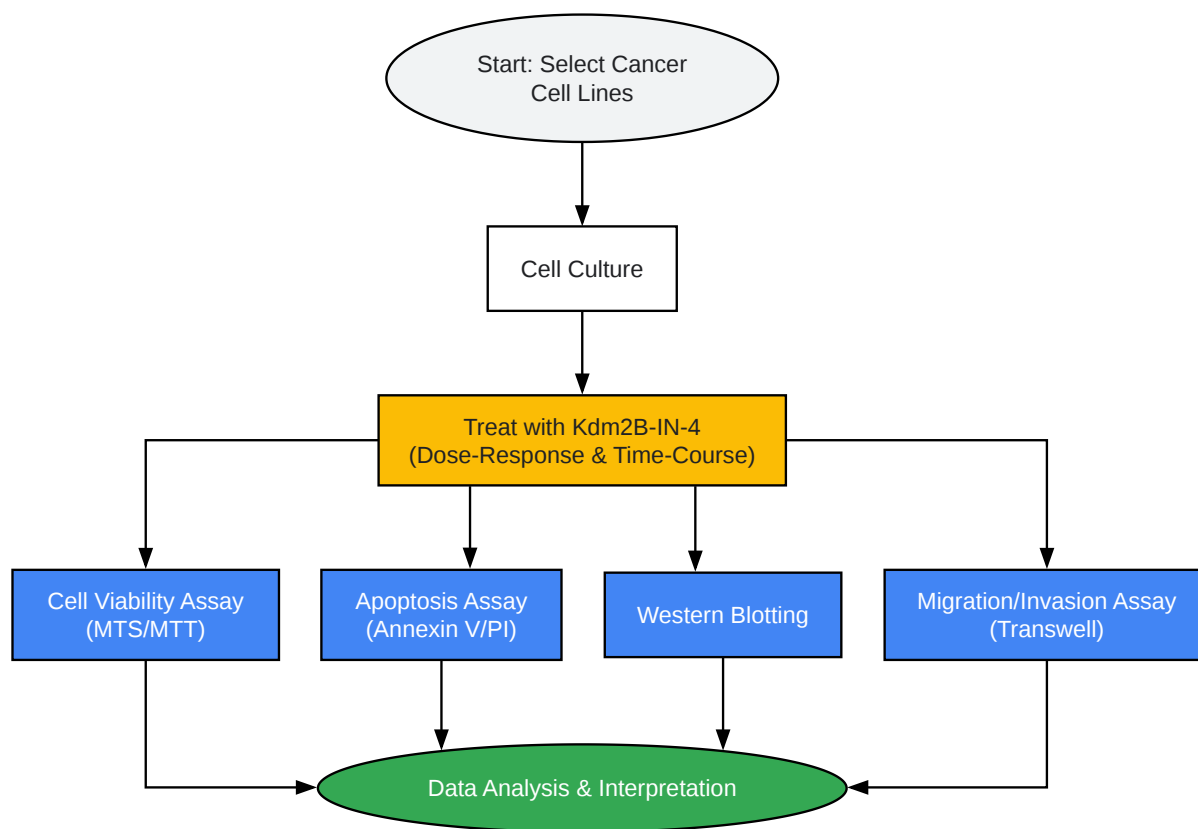 Start: Select Cancer
Cell Lines
Cell Culture
Treat with Kdm2B-IN-4
(Dose-Response & Time-Course)
Cell Viability Assay
(MTS/MTT)
Apoptosis Assay
(Annexin V/PI)
Western Blotting
Migration/Invasion Assay
(Transwell)
Data Analysis & Interpretation